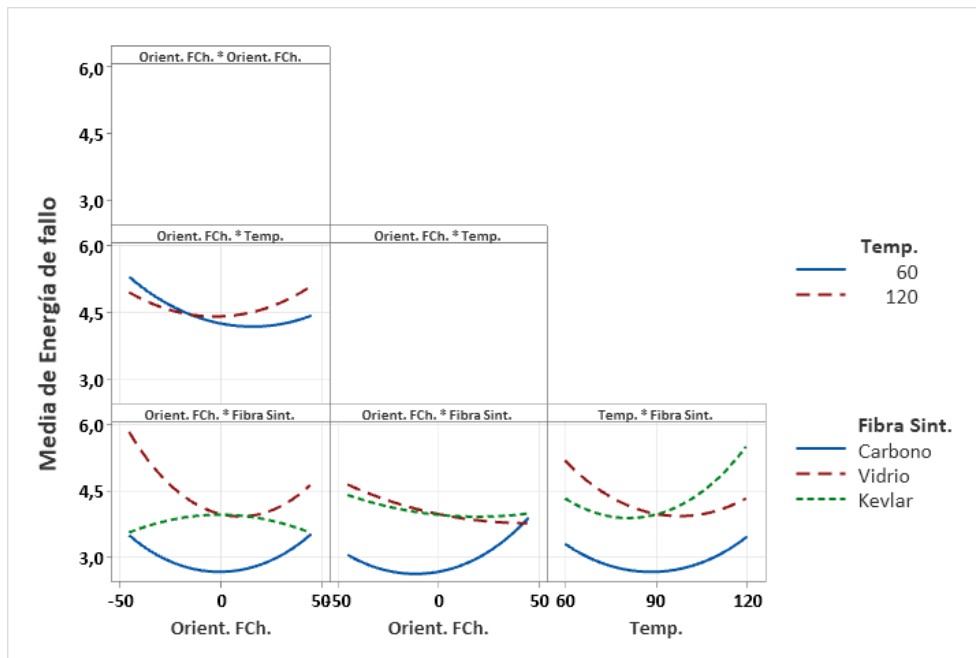 Orient. FCh. * Orient. FCh.
6,0
4,5
3,0
Orient. FCh. * Temp.
Orient. FCh. * Temp.
6,0
4,5
3,0
Orient. FCh. * Fibra Sint.
Orient. FCh. * Fibra Sint.
Temp. * Fibra Sint.
6,0
4,5
3,0
-50
0
50
-50
0
50
60
90
120
Orient. FCh.
Orient. FCh.
Temp.
Media de Energía de fallo
Temp.
60
120
Fibra Sint.
Carbono
Vidrio
Kevlar